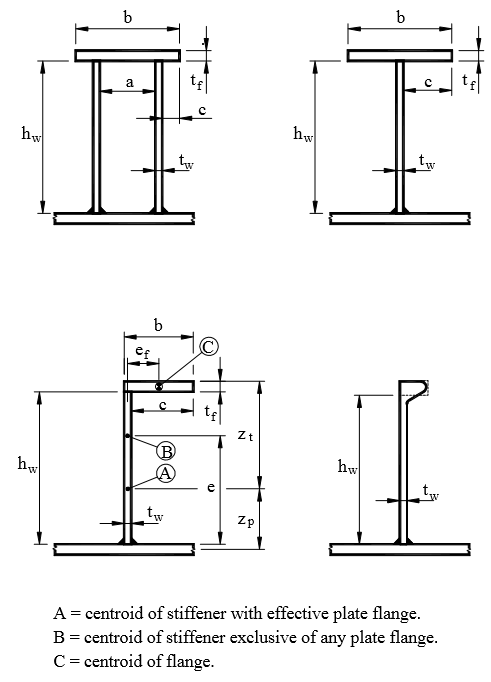 b
b
a
t_f
c
t_f
c
h_w
h_w
t_w
t_w
b
e_f
C
c
t_f
z_t
B
h_w
h_w
A
e
t_w
t_w
z_p
A = centroid of stiffener with effective plate flange.
B = centroid of stiffener exclusive of any plate flange.
C = centroid of flange.